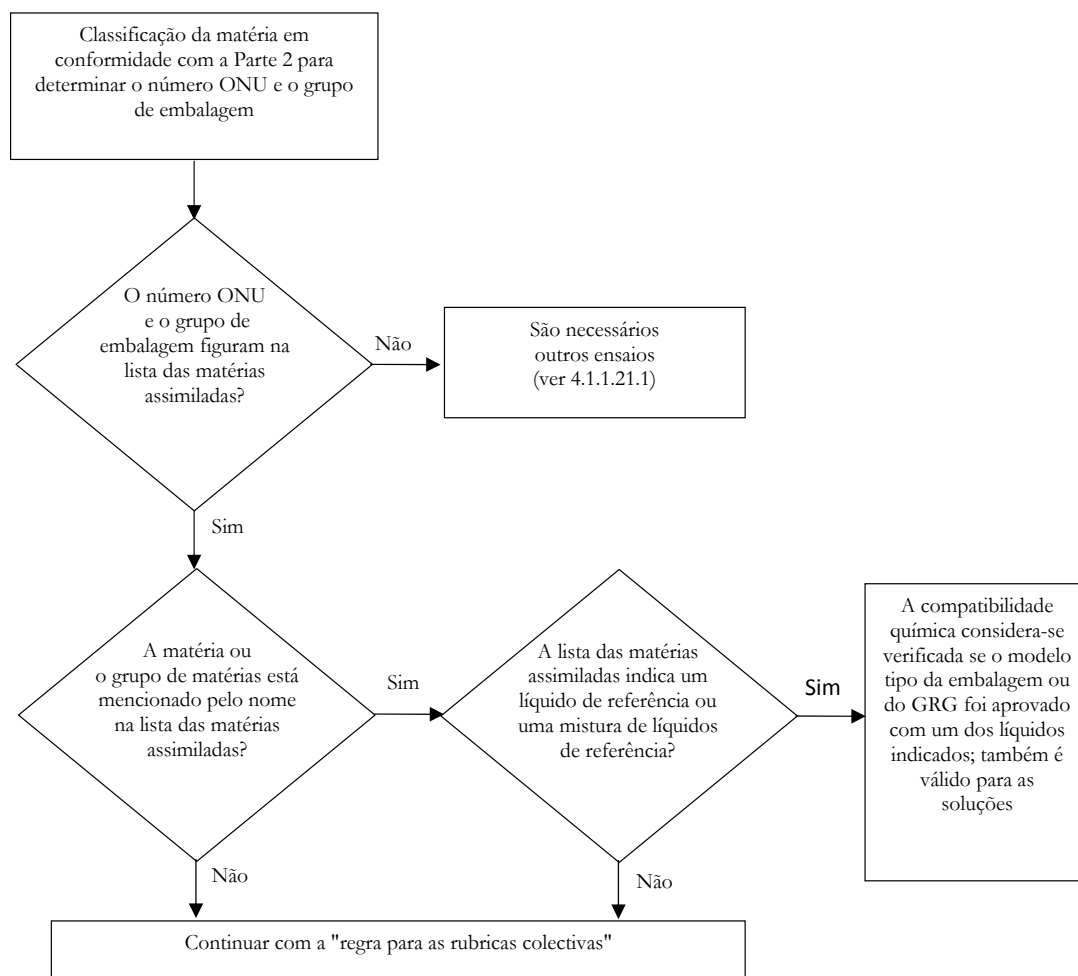 Classificação da matéria em
conformidade com a Parte 2 para
determinar o número ONU e o grupo
de embalagem
O número ONU
e o grupo de
embalagem figuram na
lista das matérias
assimiladas?
Não
São necessários
outros ensaios
(ver 4.1.1.21.1)
Sim
A matéria ou
o grupo de matérias está
mencionado pelo nome
na lista das matérias
assimiladas?
Sim
A lista das matérias
assimiladas indica um
líquido de referência ou
uma mistura de líquidos
de referência?
Sim
A compatibilidade
química considera-se
verificada se o modelo
tipo da embalagem ou
do GRG foi aprovado
com um dos líquidos
indicados; também é
válido para as
soluções
Não
Não
Continuar com a "regra para as rubricas colectivas"